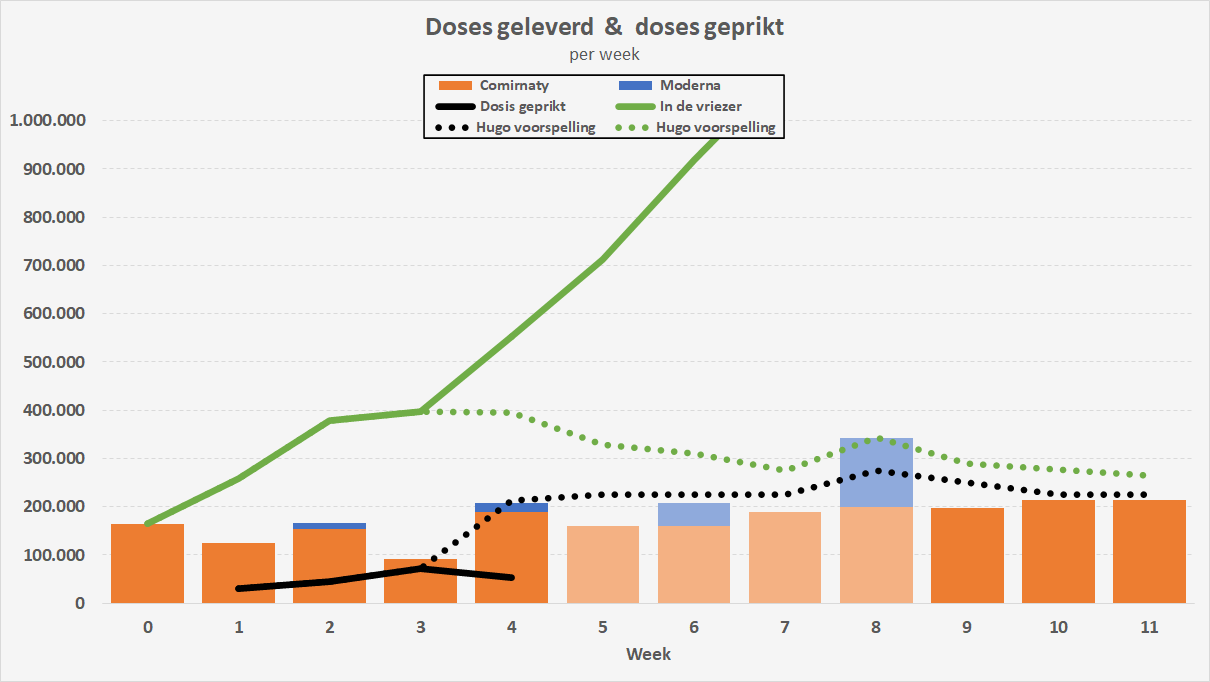 Doses geleverd & doses geprikt
per week
Comirnaty Moderna
Dosis geprikt In de vriezer
Hugo voorspelling Hugo voorspelling
1.000.000
900.000
800.000
700.000
600.000
500.000
400.000
300.000
200.000
100.000
0
0 1 2 3 4 5 6 7 8 9 10 11
Week